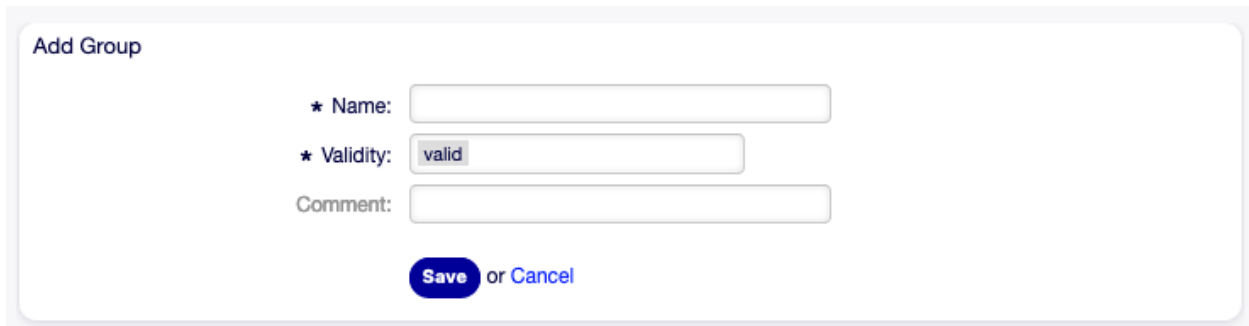 Add Group
★ Name:
★ Validity: valid
Comment:
Save or Cancel